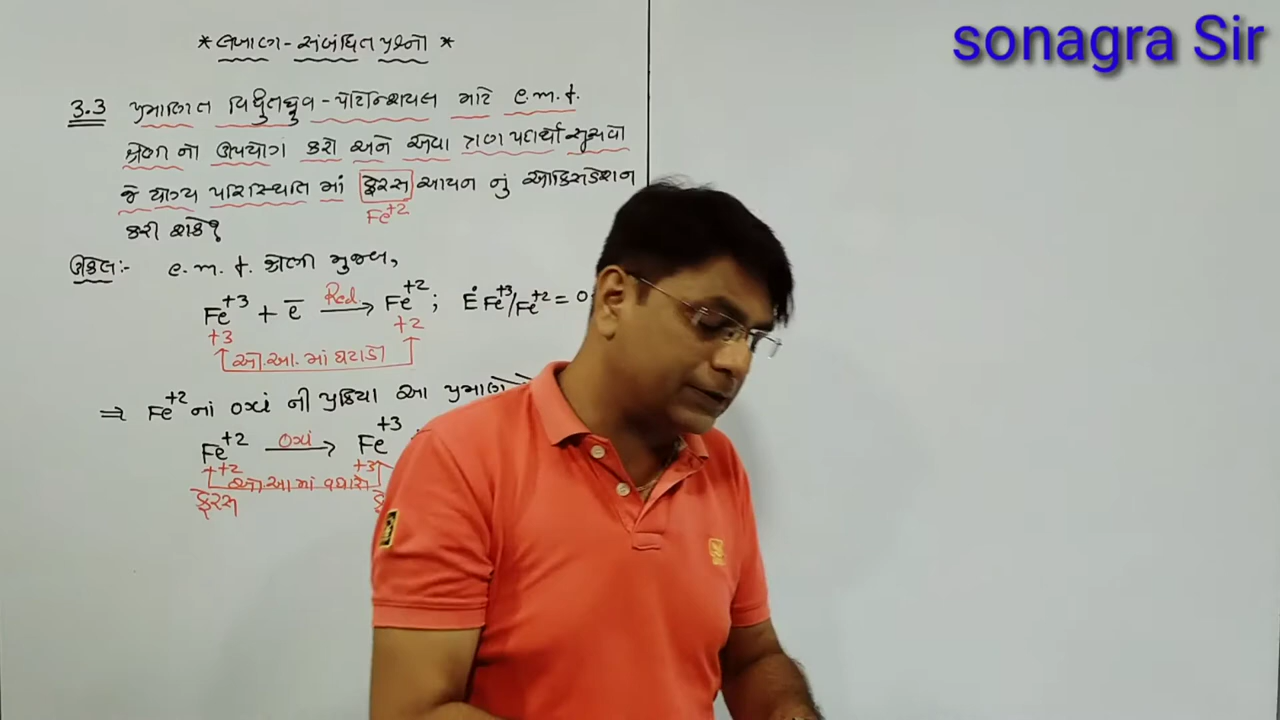 sonagra Sir
* લખાણ - સંબંધિત પ્રશ્નો *
3.3 પ્રમાણિત વિદ્યુતધ્રુવ - પોટેન્શિયલ માટે e.m.f.
શ્રેણી નો ઉપયોગ કરો અને એવા ત્રણ પદાર્થો સૂચવો
જે યોગ્ય પરિસ્થિતિ માં ફેરસ આયન નું ઓક્સિડેશન
Fe+2
કરી શકે?
ઉકેલ:- e.m.f. શ્રેણી મુજબ,
Fe+3 + e̅ Red. → Fe+2 ; E° Fe+3/Fe+2 = 0.
+3 +2
ઓ.આ. માં ઘટાડો
⇒ Fe+2 નાં Oxi ની પ્રક્રિયા આ પ્રમાણે
Fe+2 Oxi → Fe+3
+2 +3
ઓ.આ માં વધારો
ફેરસ